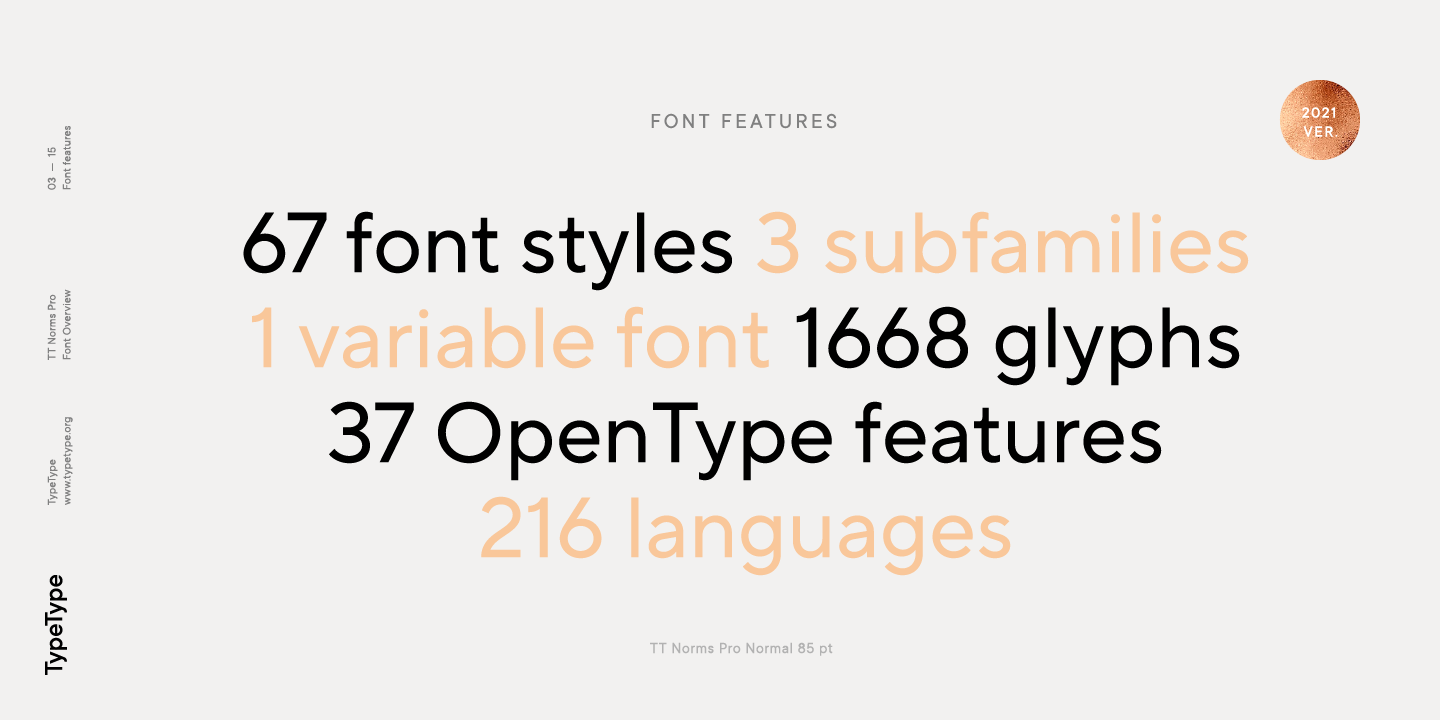 FONT FEATURES
2021
VER.
67 font styles 3 subfamilies
1 variable font 1668 glyphs
37 OpenType features
216 languages
TT Norms Pro Normal 85 pt
03 — 15
Font features
TT Norms Pro
Font Overview
TypeType
www.typetype.org
TypeType